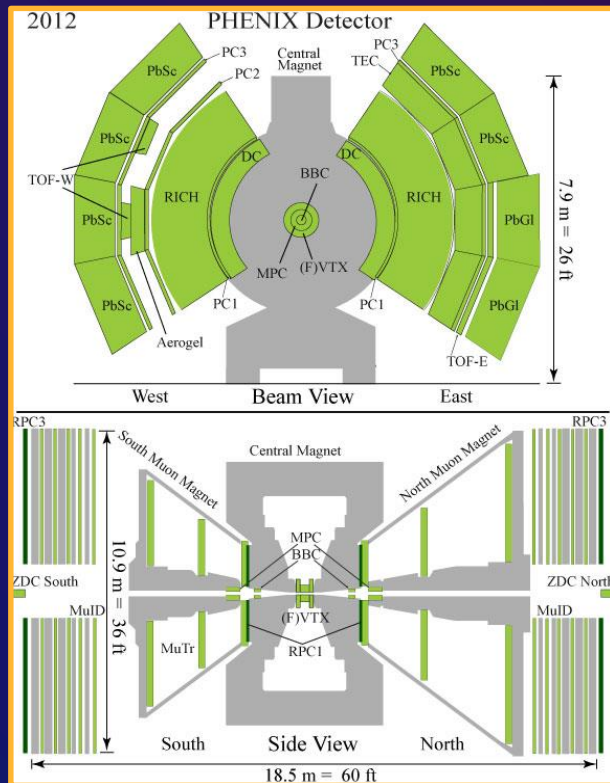 2012
PHENIX Detector
Central
Magnet
PC3
PC2
PbSc
PbSc
TOF-W
PbSc
PbSc
RICH
DC
BBC
MPC
(F)VTX
PC1
Aerogel
PC3
TEC
PbSc
PbSc
DC
RICH
PbGl
PbGl
PC1
TOF-E
7.9 m = 26 ft
West
Beam View
East
RPC3
South Muon Magnet
Central Magnet
North Muon Magnet
RPC3
10.9 m = 36 ft
MPC
BBC
ZDC South
ZDC North
MuID
(F)VTX
MuID
MuTr
RPC1
South
Side View
North
18.5 m = 60 ft